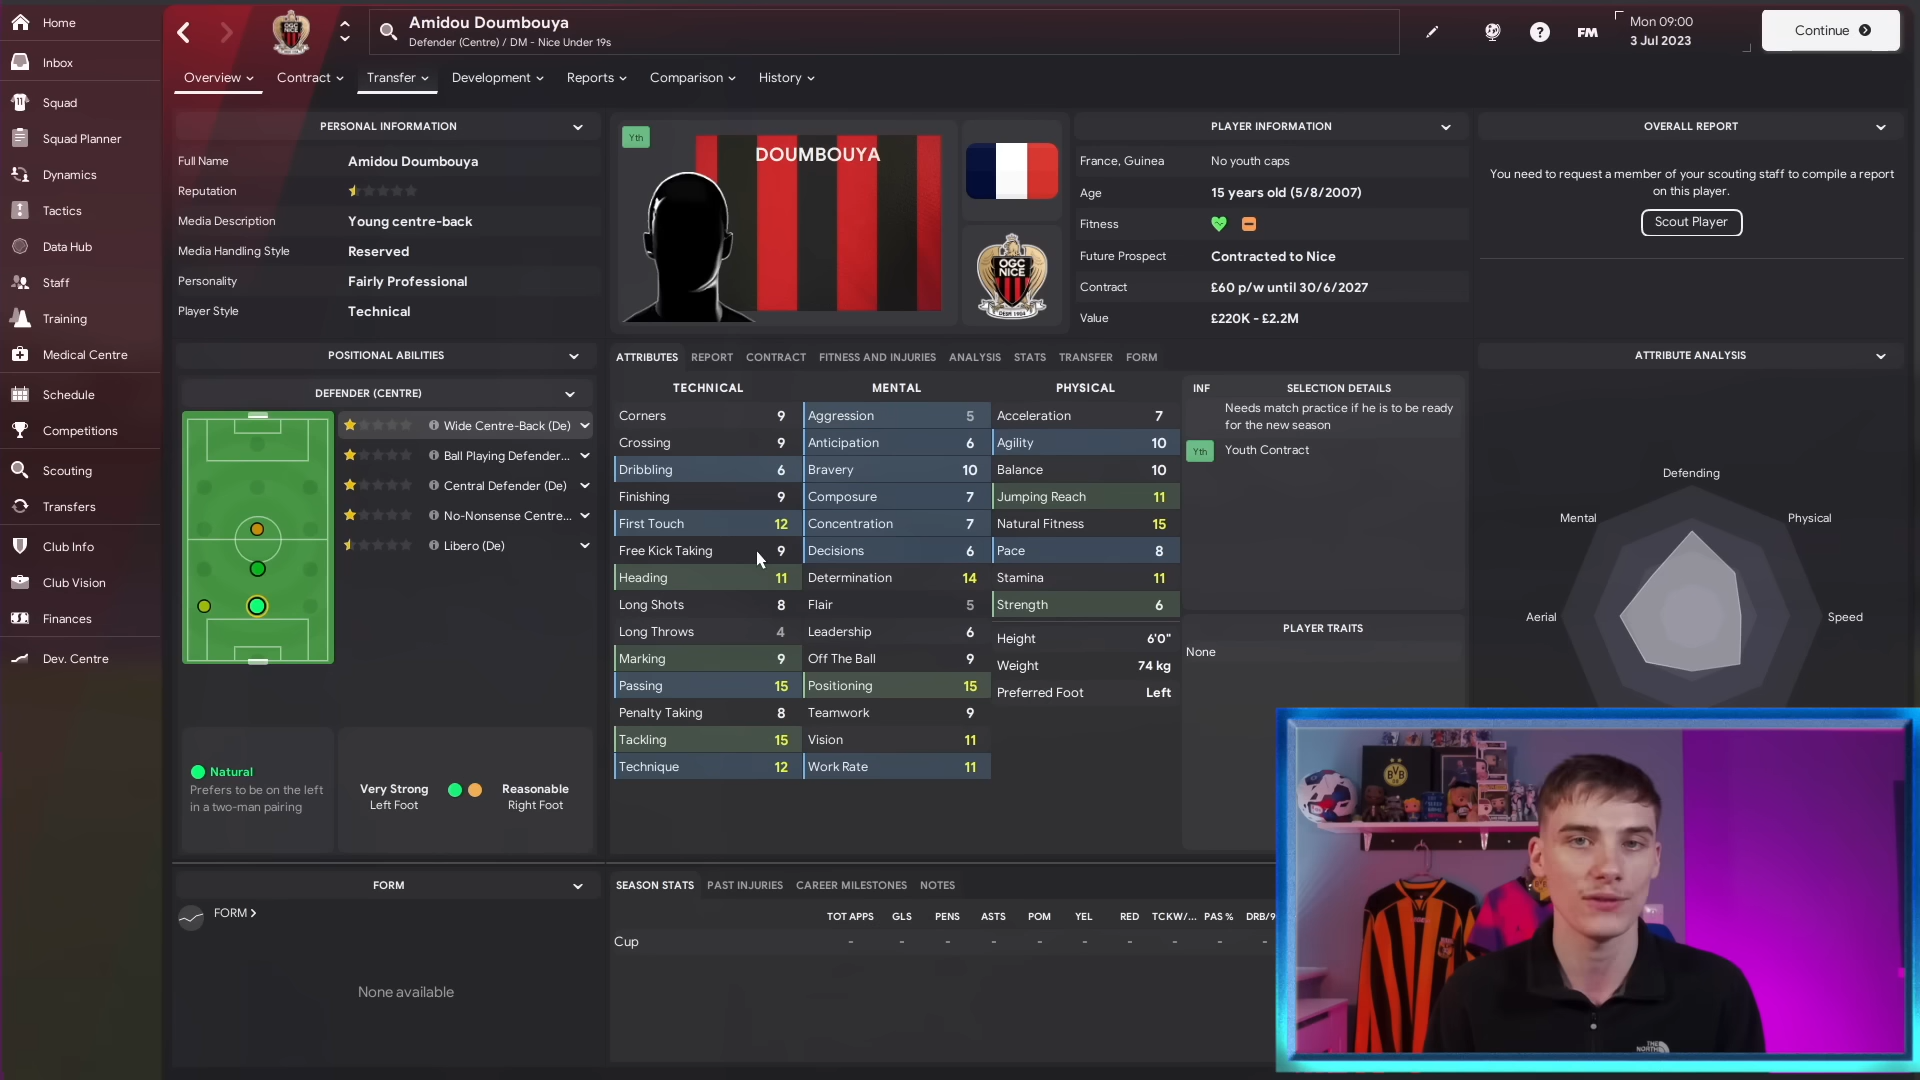 Home
Inbox
Squad
Squad Planner
Dynamics
Tactics
Data Hub
Staff
Training
Medical Centre
Schedule
Competitions
Scouting
Transfers
Club Info
Club Vision
Finances
Dev. Centre
Amidou Doumbouya
Defender (Centre) / DM - Nice Under 19s
FM
Mon 09:00
3 Jul 2023
Continue
Overview
Contract
Transfer
Development
Reports
Comparison
History
PERSONAL INFORMATION
Full Name Amidou Doumbouya
Reputation
Media Description Young centre-back
Media Handling Style Reserved
Personality Fairly Professional
Player Style Technical
Yth
DOUMBOUYA
OGC
NICE
PLAYER INFORMATION
France, Guinea No youth caps
Age 15 years old (5/8/2007)
Fitness
Future Prospect Contracted to Nice
Contract £60 p/w until 30/6/2027
Value £220K - £2.2M
OVERALL REPORT
You need to request a member of your scouting staff to compile a report
on this player.
Scout Player
POSITIONAL ABILITIES
DEFENDER (CENTRE)
Wide Centre-Back (De)
Ball Playing Defender...
Central Defender (De)
No-Nonsense Centre...
Libero (De)
Natural
Prefers to be on the left
in a two-man pairing
Very Strong
Left Foot
Reasonable
Right Foot
ATTRIBUTES REPORT CONTRACT FITNESS AND INJURIES ANALYSIS STATS TRANSFER FORM
TECHNICAL
Corners 9
Crossing 9
Dribbling 6
Finishing 9
First Touch 12
Free Kick Taking 9
Heading 11
Long Shots 8
Long Throws 4
Marking 9
Passing 15
Penalty Taking 8
Tackling 15
Technique 12
MENTAL
Aggression 5
Anticipation 6
Bravery 10
Composure 7
Concentration 7
Decisions 6
Determination 14
Flair 5
Leadership 6
Off The Ball 9
Positioning 15
Teamwork 9
Vision 11
Work Rate 11
PHYSICAL
Acceleration 7
Agility 10
Balance 10
Jumping Reach 11
Natural Fitness 15
Pace 8
Stamina 11
Strength 6
Height 6'0"
Weight 74 kg
Preferred Foot Left
INF SELECTION DETAILS
Needs match practice if he is to be ready
for the new season
Yth Youth Contract
PLAYER TRAITS
None
ATTRIBUTE ANALYSIS
Defending
Mental
Physical
Aerial
Speed
FORM
FORM
None available
SEASON STATS PAST INJURIES CAREER MILESTONES NOTES
TOT APPS GLS PENS ASTS POM YEL RED TCKW/... PAS % DRB/9
Cup - - - - - - - - - -
BVB
09
THE
NORTH